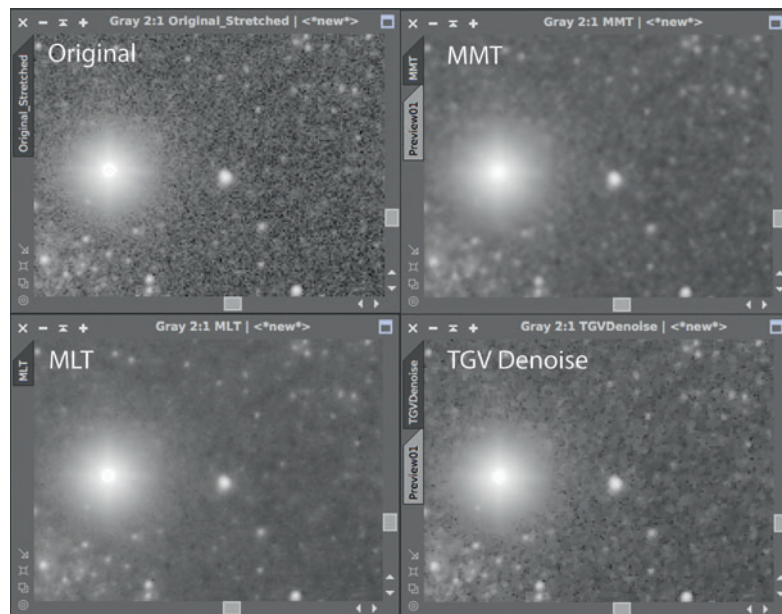 Gray 2:1 Original_Stretched | <*new*>
Original_Stretched
Original
Gray 2:1 MMT | <*new*>
MMT
Preview01
MMT
Gray 2:1 MLT | <*new*>
MLT
MLT
Gray 2:1 TGVDenoise | <*new*>
TGVDenoise
Preview01
TGV Denoise